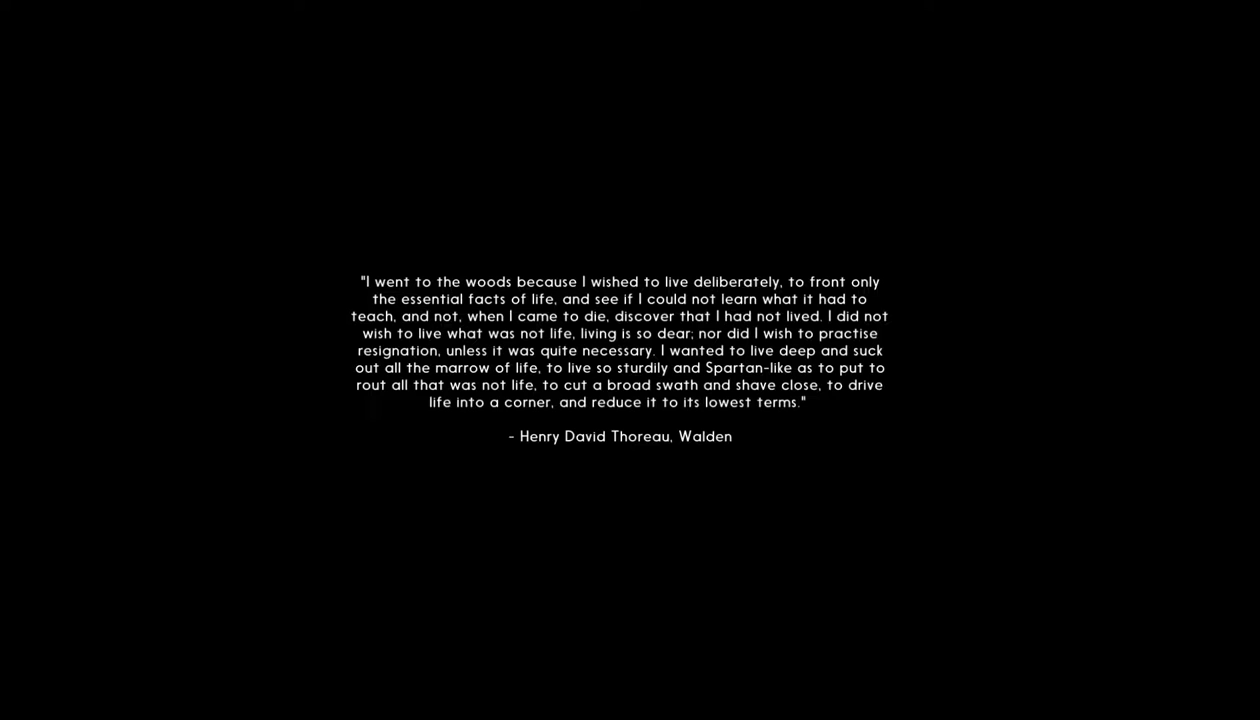 "I went to the woods because I wished to live deliberately, to front only
the essential facts of life, and see if I could not learn what it had to
teach, and not, when I came to die, discover that I had not lived. I did not
wish to live what was not life, living is so dear; nor did I wish to practise
resignation, unless it was quite necessary. I wanted to live deep and suck
out all the marrow of life, to live so sturdily and Spartan-like as to put to
rout all that was not life, to cut a broad swath and shave close, to drive
life into a corner, and reduce it to its lowest terms."
- Henry David Thoreau, Walden